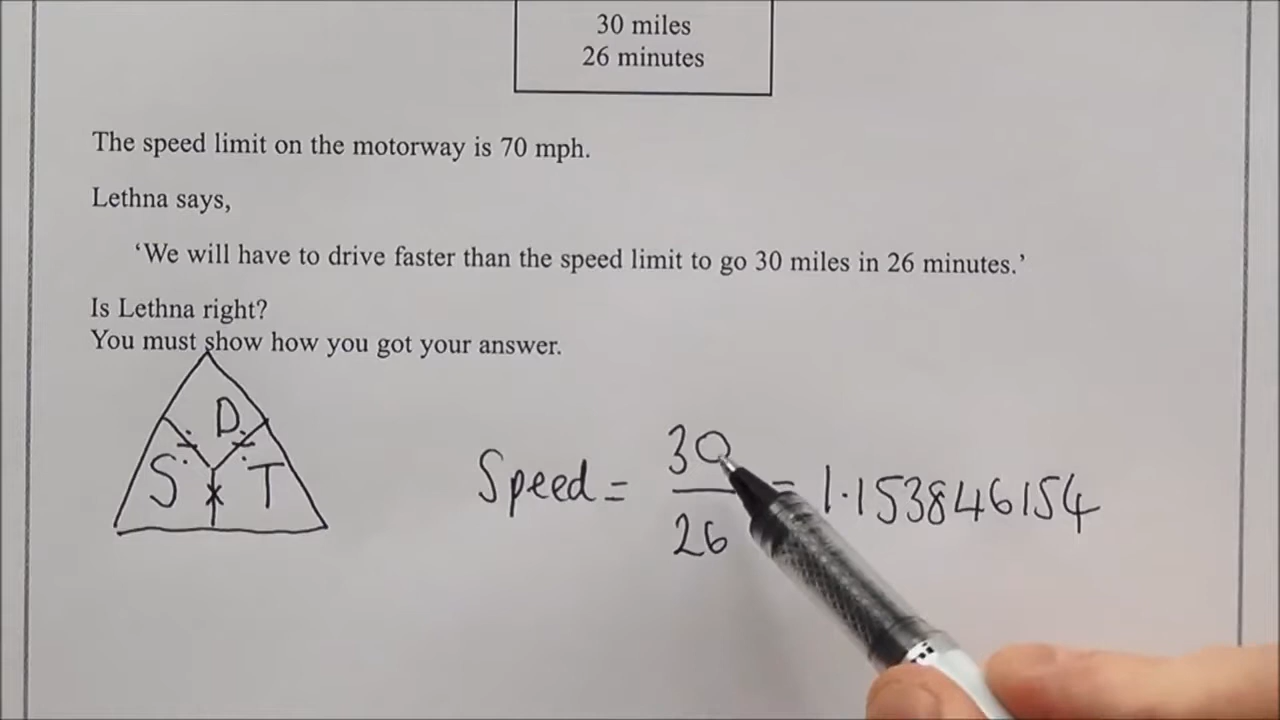 30 miles
26 minutes
The speed limit on the motorway is 70 mph.
Lethna says,
‘We will have to drive faster than the speed limit to go 30 miles in 26 minutes.’
Is Lethna right?
You must show how you got your answer.
D
S T
÷ ÷
×
Speed = 30
26
= 1.153846154